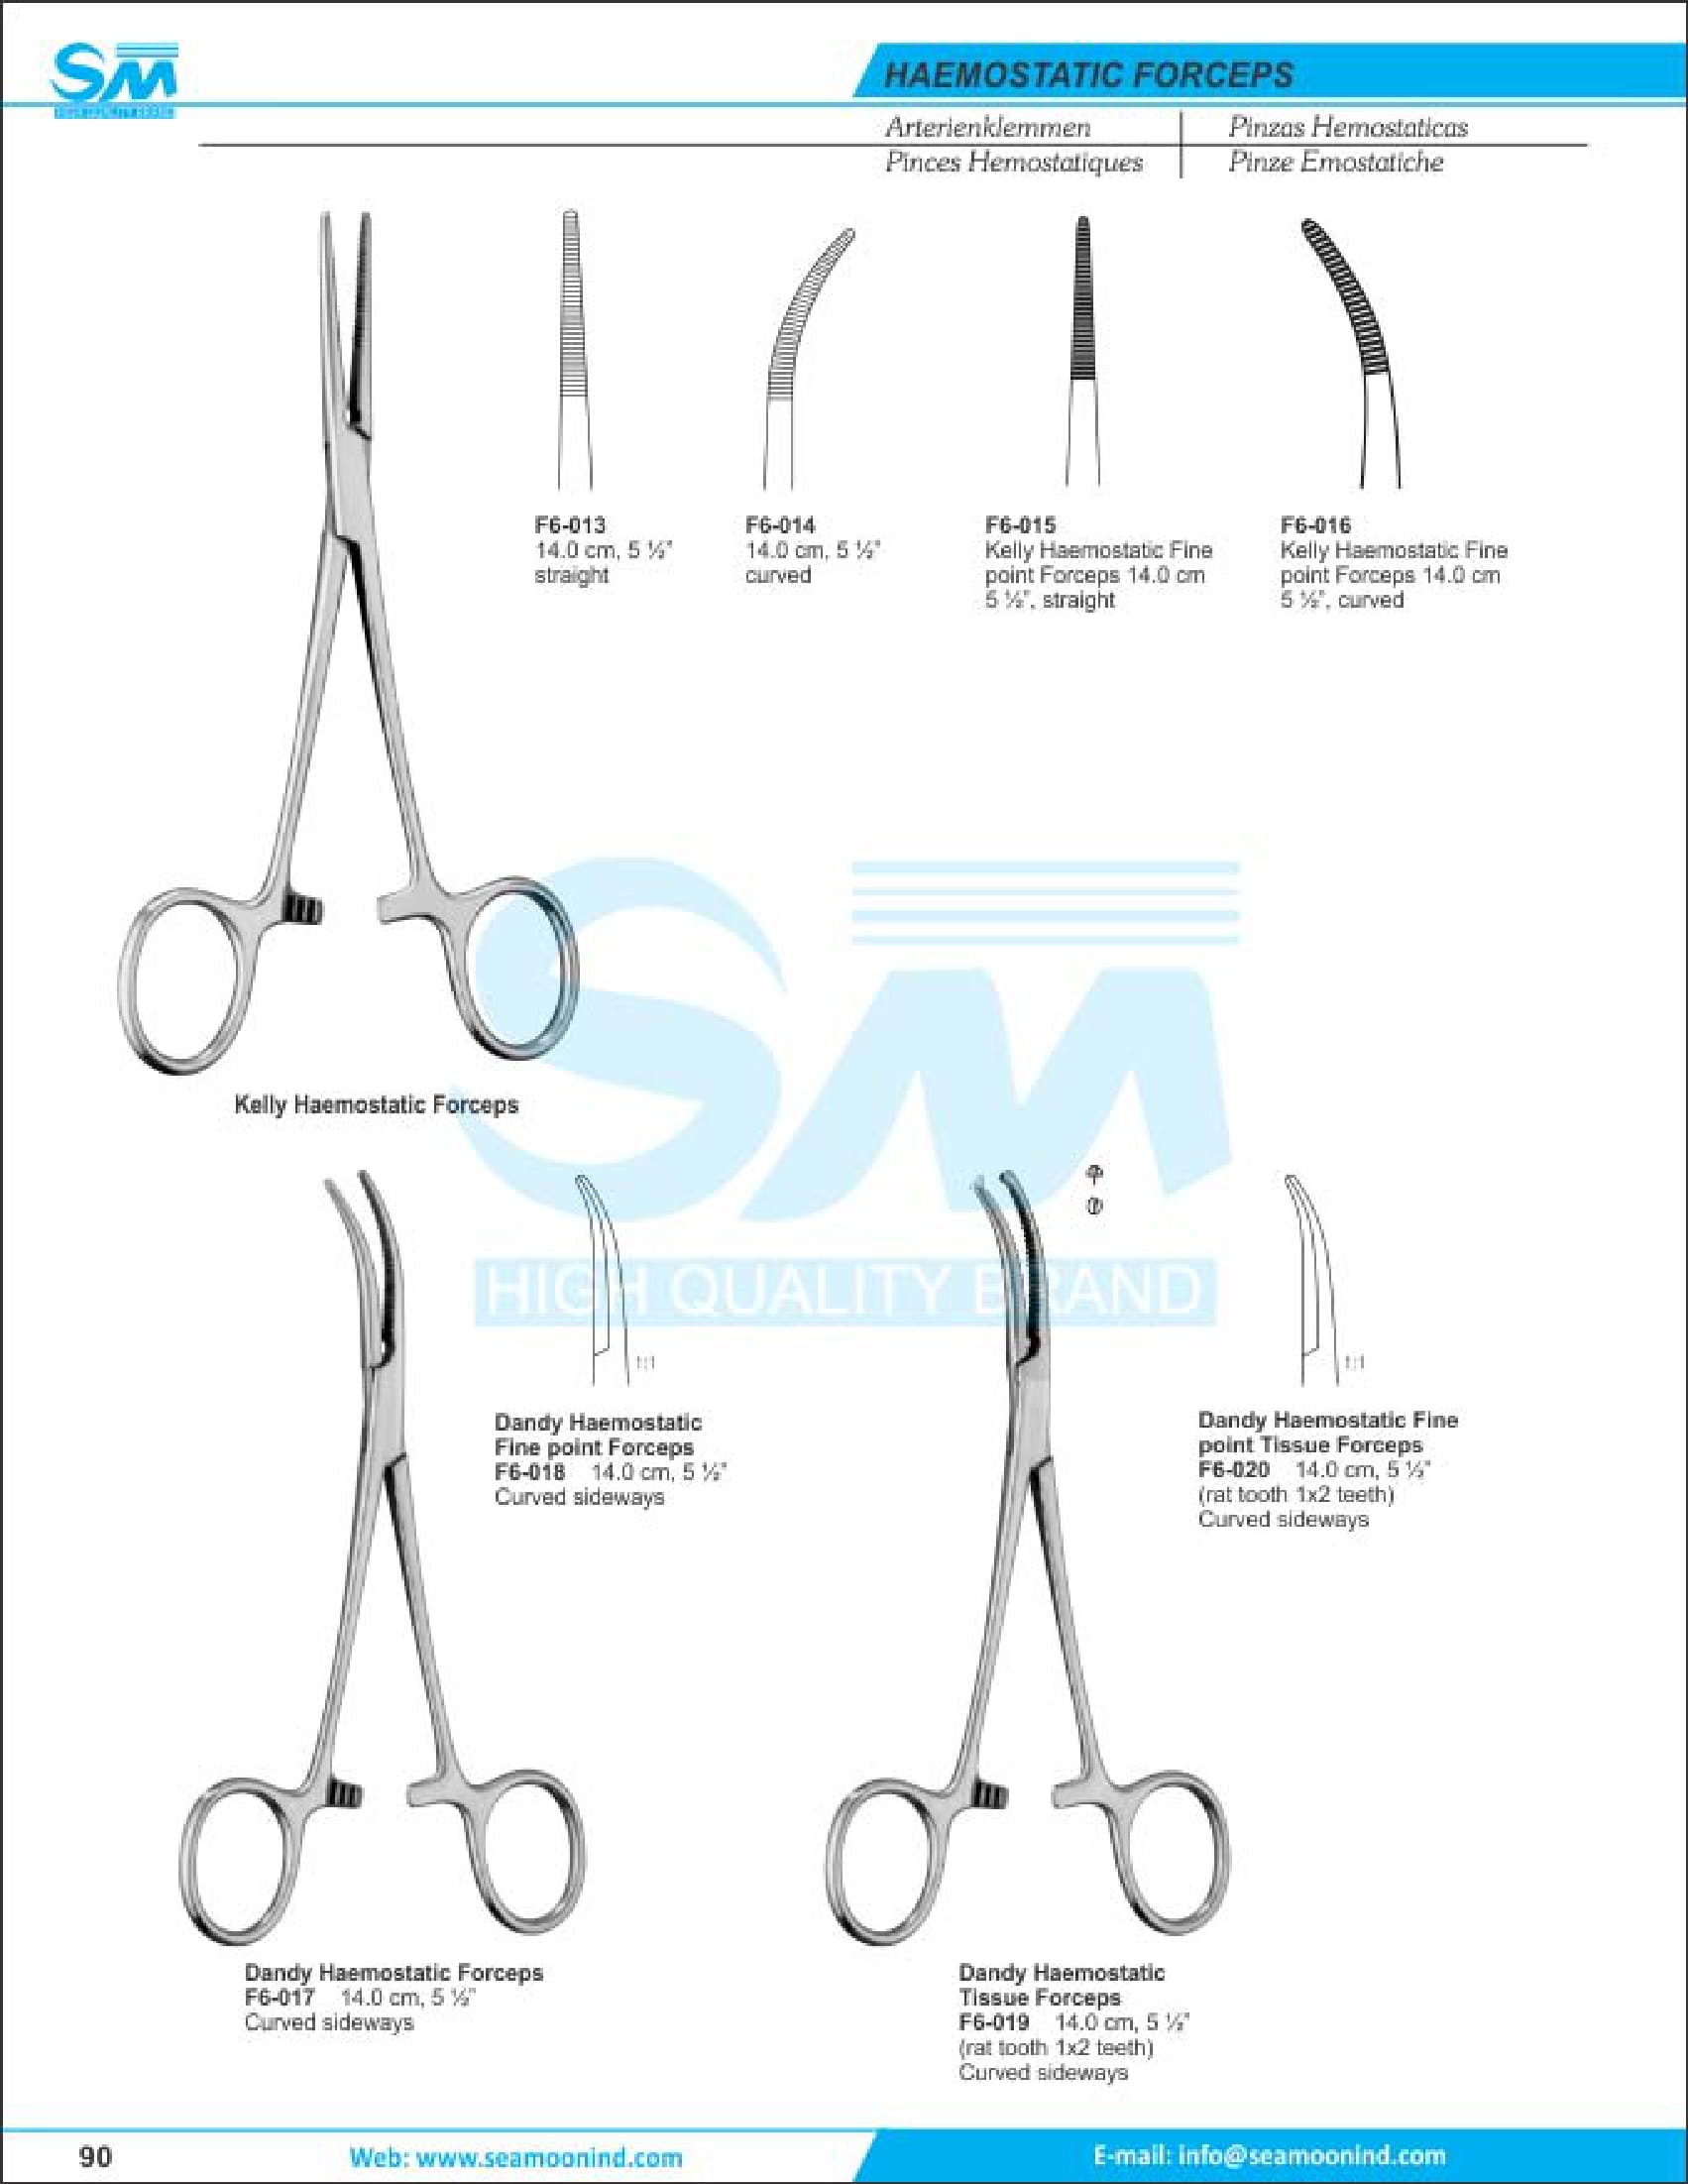 SM
HAEMOSTATIC FORCEPS
Arterienklemmen
Pinzas Hemostaticas
Pinces Hemostatiques
Pinze Emostatiche
F6-013
14.0 cm, 5 ½"
straight
F6-014
14.0 cm, 5 ½"
curved
F6-015
Kelly Haemostatic Fine
point Forceps 14.0 cm
5 ½", straight
F6-016
Kelly Haemostatic Fine
point Forceps 14.0 cm
5 ½", curved
Kelly Haemostatic Forceps
SM
HIGH QUALITY BRAND
1:1
Dandy Haemostatic
Fine point Forceps
F6-018 14.0 cm, 5 ½"
Curved sideways
1:1
Dandy Haemostatic Fine
point Tissue Forceps
F6-020 14.0 cm, 5 ½"
(rat tooth 1x2 teeth)
Curved sideways
Dandy Haemostatic Forceps
F6-017 14.0 cm, 5 ½"
Curved sideways
Dandy Haemostatic
Tissue Forceps
F6-019 14.0 cm, 5 ½"
(rat tooth 1x2 teeth)
Curved sideways
90
Web: www.seamoonind.com
E-mail: info@seamoonind.com